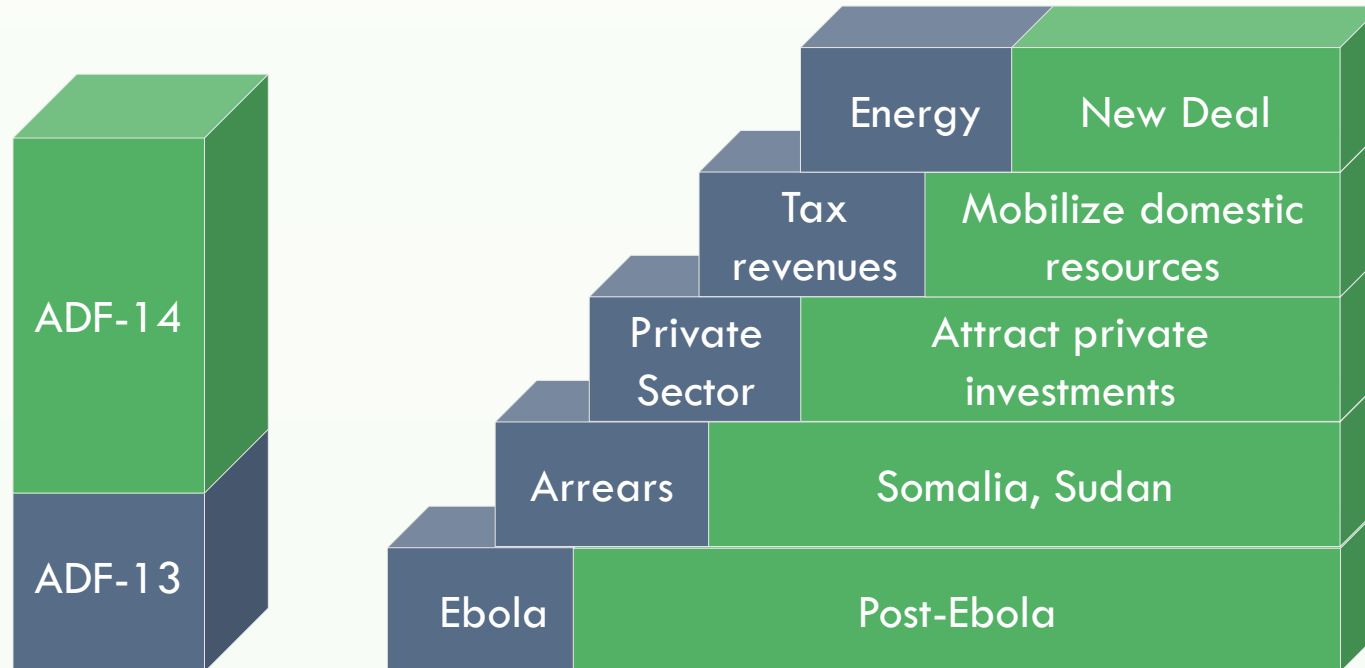 ADF-14
ADF-13
Energy
New Deal
Tax
revenues
Mobilize domestic
resources
Private
Sector
Attract private
investments
Arrears
Somalia, Sudan
Ebola
Post-Ebola